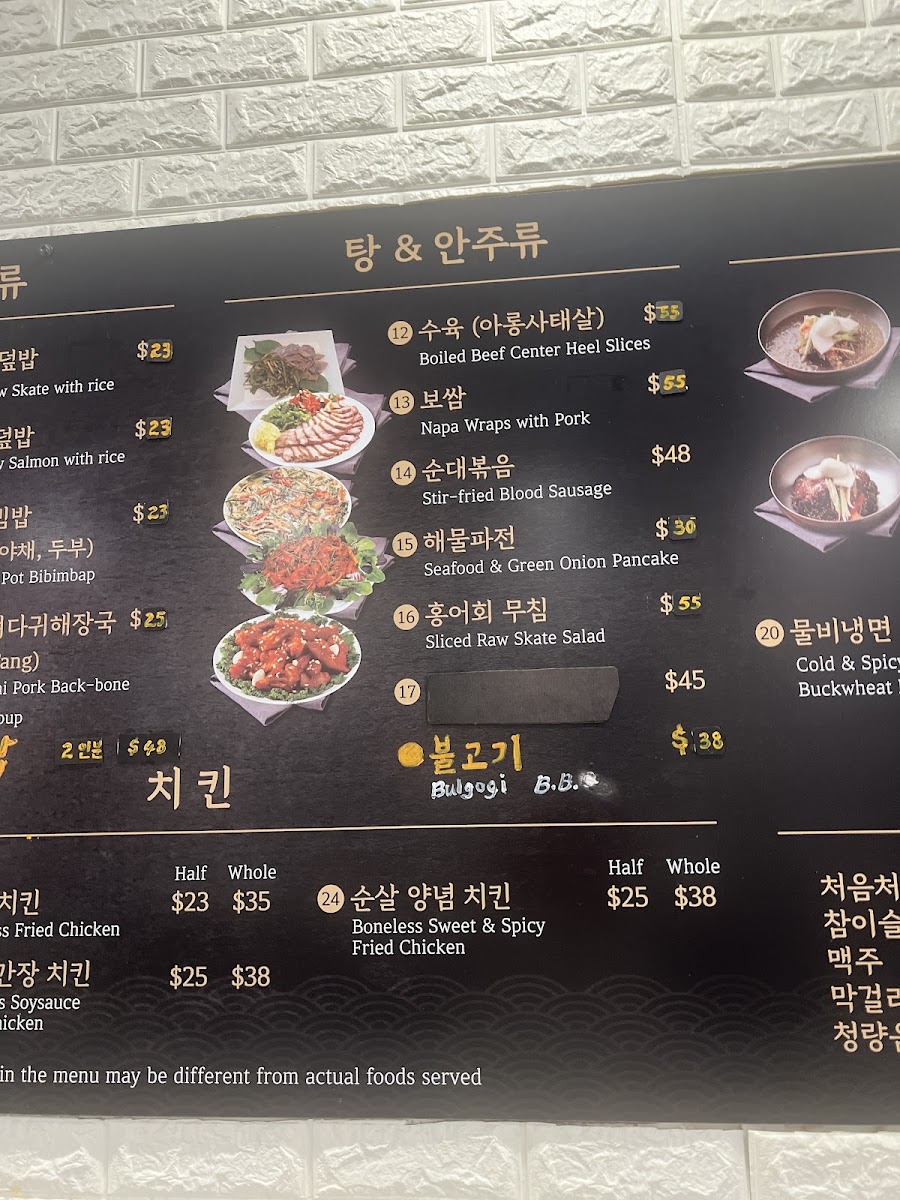 류
덮밥 $23
w Skate with rice
덮밥 $23
Salmon with rice
빔밥 $23
야채, 두부)
Pot Bibimbap
다귀해장국 $25
Tang)
Pork Back-bone
oup
2인분 $48
탕 & 안주류
12 수육 (아롱사태살) $55
Boiled Beef Center Heel Slices
13 보쌈 $55
Napa Wraps with Pork
14 순대볶음 $48
Stir-fried Blood Sausage
15 해물파전 $30
Seafood & Green Onion Pancake
16 홍어회 무침 $55
Sliced Raw Skate Salad
17 $45
불고기 $38
Bulgogi B.B.
20 물비냉면
Cold & Spicy
Buckwheat
치킨
Half Whole
치킨 $23 $35
ss Fried Chicken
간장 치킨 $25 $38
s Soysauce
hicken
Half Whole
24 순살 양념 치킨 $25 $38
Boneless Sweet & Spicy
Fried Chicken
처음처
참이슬
맥주
막걸리
청량음
in the menu may be different from actual foods served